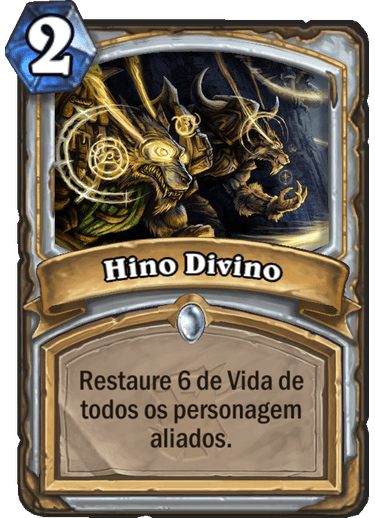 2
Hino Divino
Restaure 6 de Vida de
todos os personagem
aliados.